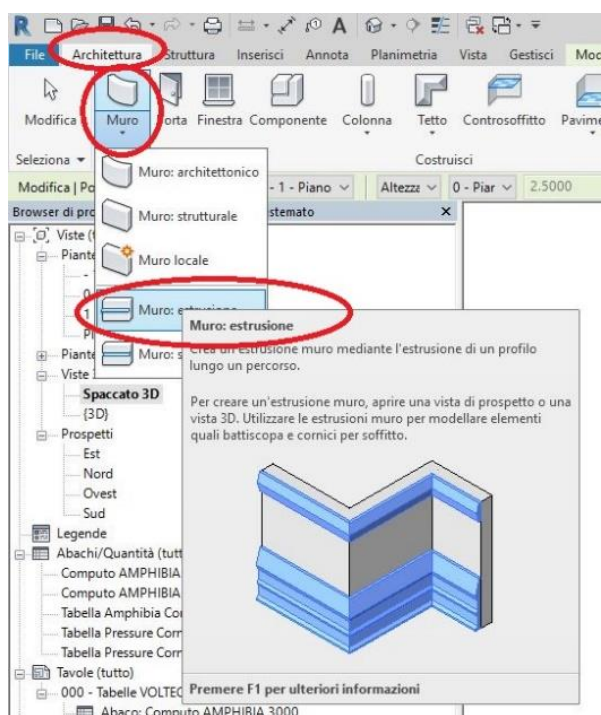 File Architettura Struttura Inserisci Annota Planimetria Vista Gestisci
Modifica Muro Porta Finestra Componente Colonna Tetto Controsoffitto
Seleziona Costruisci
Modifica | - 1 - Piano Altezza 0 - Piar 2.5000
Browser di stemato
Muro: architettonico
Muro: strutturale
Muro locale
Muro: estrusione
Muro:
Viste
Piante
0
1
Piante
Viste
Spaccato 3D
{3D}
Prospetti
Est
Nord
Ovest
Sud
Legende
Abachi/Quantità (tutt
Computo AMPHIBIA
Computo AMPHIBIA
Tabella Amphibia Co
Tabella Pressure Corr
Tabella Pressure Corr
Tavole (tutto)
000 - Tabelle VOLTEC
Abaco: Computo AMPHIBIA 3000
Muro: estrusione
Crea un'estrusione muro mediante l'estrusione di un profilo
lungo un percorso.
Per creare un'estrusione muro, aprire una vista di prospetto o una
vista 3D. Utilizzare le estrusioni muro per modellare elementi
quali battiscopa e cornici per soffitto.
Premere F1 per ulteriori informazioni